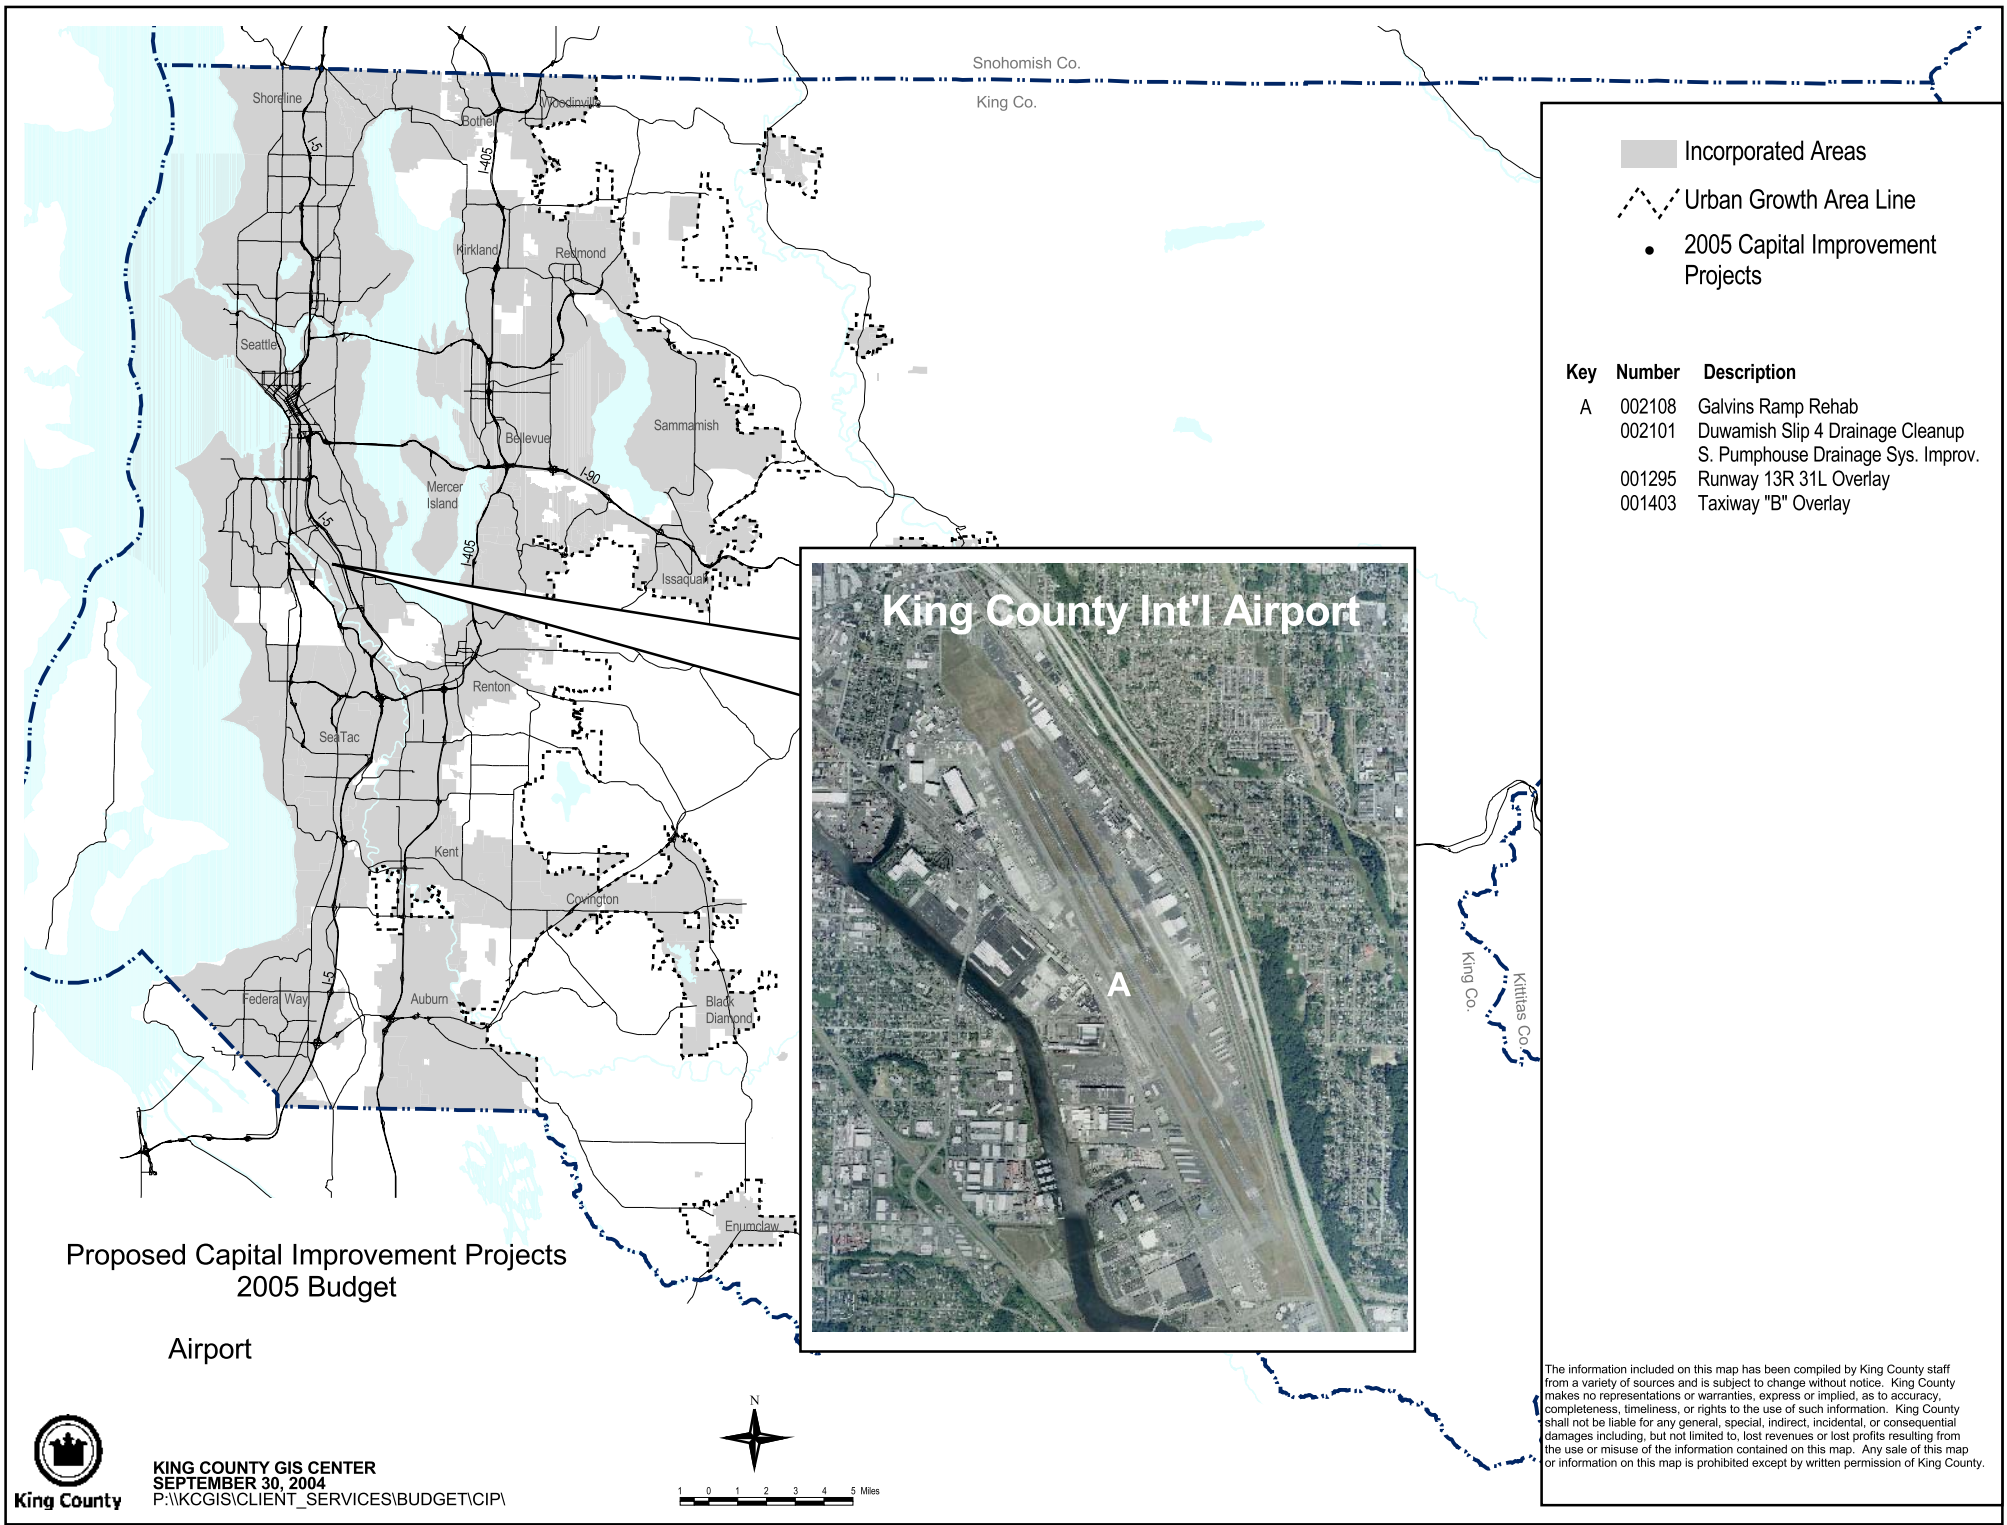 Snohomish Co.
King Co.
Shoreline
Bothell
Woodinville
I-5
I-405
Kirkland
Redmond
Seattle
Bellevue
Sammamish
Mercer
Island
I-90
I-5
I-405
Issaquah
Renton
SeaTac
Kent
Covington
I-5
Federal Way
Auburn
Black
Diamond
Enumclaw
King County Int'l Airport
A
King Co.
Kittitas Co.
Incorporated Areas
Urban Growth Area Line
2005 Capital Improvement
Projects
Key Number Description
A 002108 Galvins Ramp Rehab
002101 Duwamish Slip 4 Drainage Cleanup
S. Pumphouse Drainage Sys. Improv.
001295 Runway 13R 31L Overlay
001403 Taxiway "B" Overlay
The information included on this map has been compiled by King County staff
from a variety of sources and is subject to change without notice. King County
makes no representations or warranties, express or implied, as to accuracy,
completeness, timeliness, or rights to the use of such information. King County
shall not be liable for any general, special, indirect, incidental, or consequential
damages including, but not limited to, lost revenues or lost profits resulting from
the use or misuse of the information contained on this map. Any sale of this map
or information on this map is prohibited except by written permission of King County.
Proposed Capital Improvement Projects
2005 Budget
Airport
King County
KING COUNTY GIS CENTER
SEPTEMBER 30, 2004
P:\\KCGIS\CLIENT_SERVICES\BUDGET\CIP\
N
1 0 1 2 3 4 5 Miles